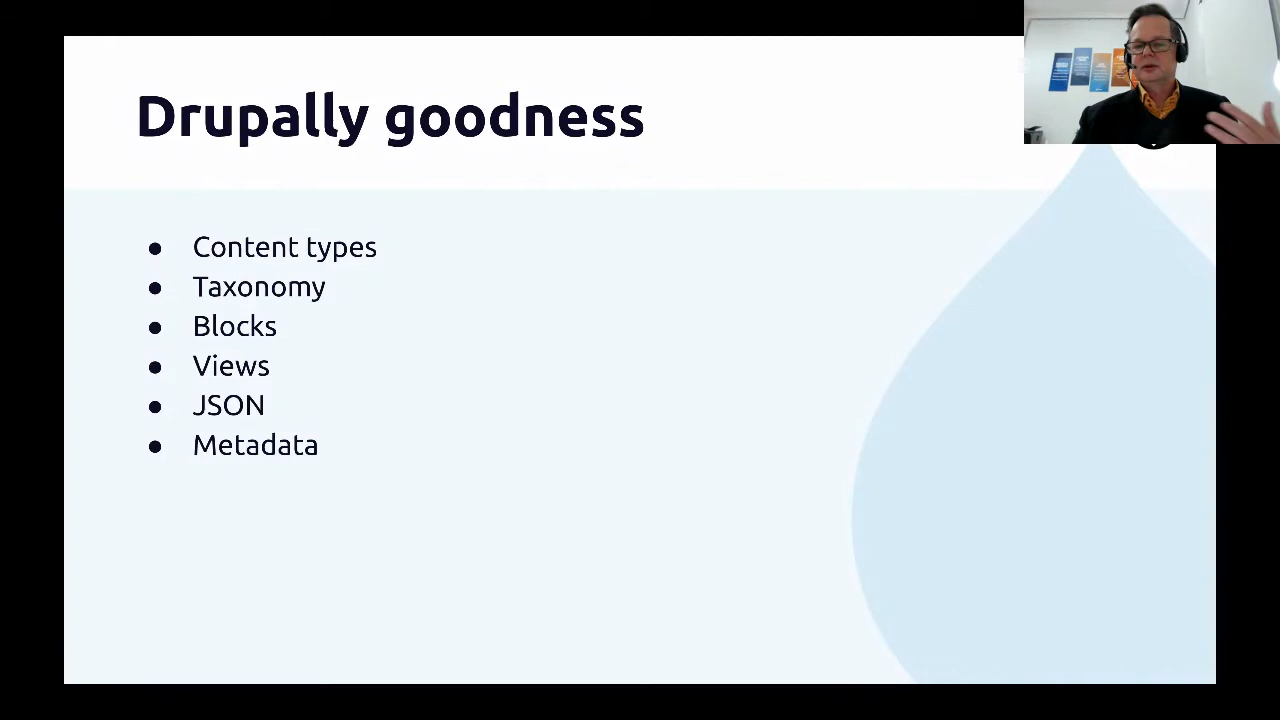 Drupally goodness
● Content types
● Taxonomy
● Blocks
● Views
● JSON
● Metadata